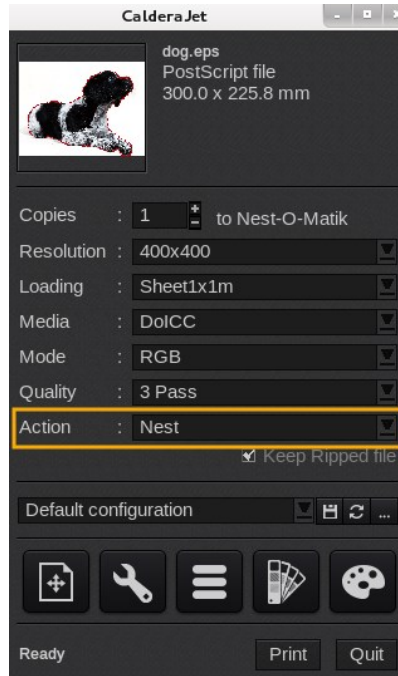 CalderaJet
dog.eps
PostScript file
300.0 x 225.8 mm
Copies : 1 to Nest-O-Matik
Resolution : 400x400
Loading : Sheet1x1m
Media : DoICC
Mode : RGB
Quality : 3 Pass
Action : Nest
Keep Ripped file
Default configuration ...
Ready Print Quit